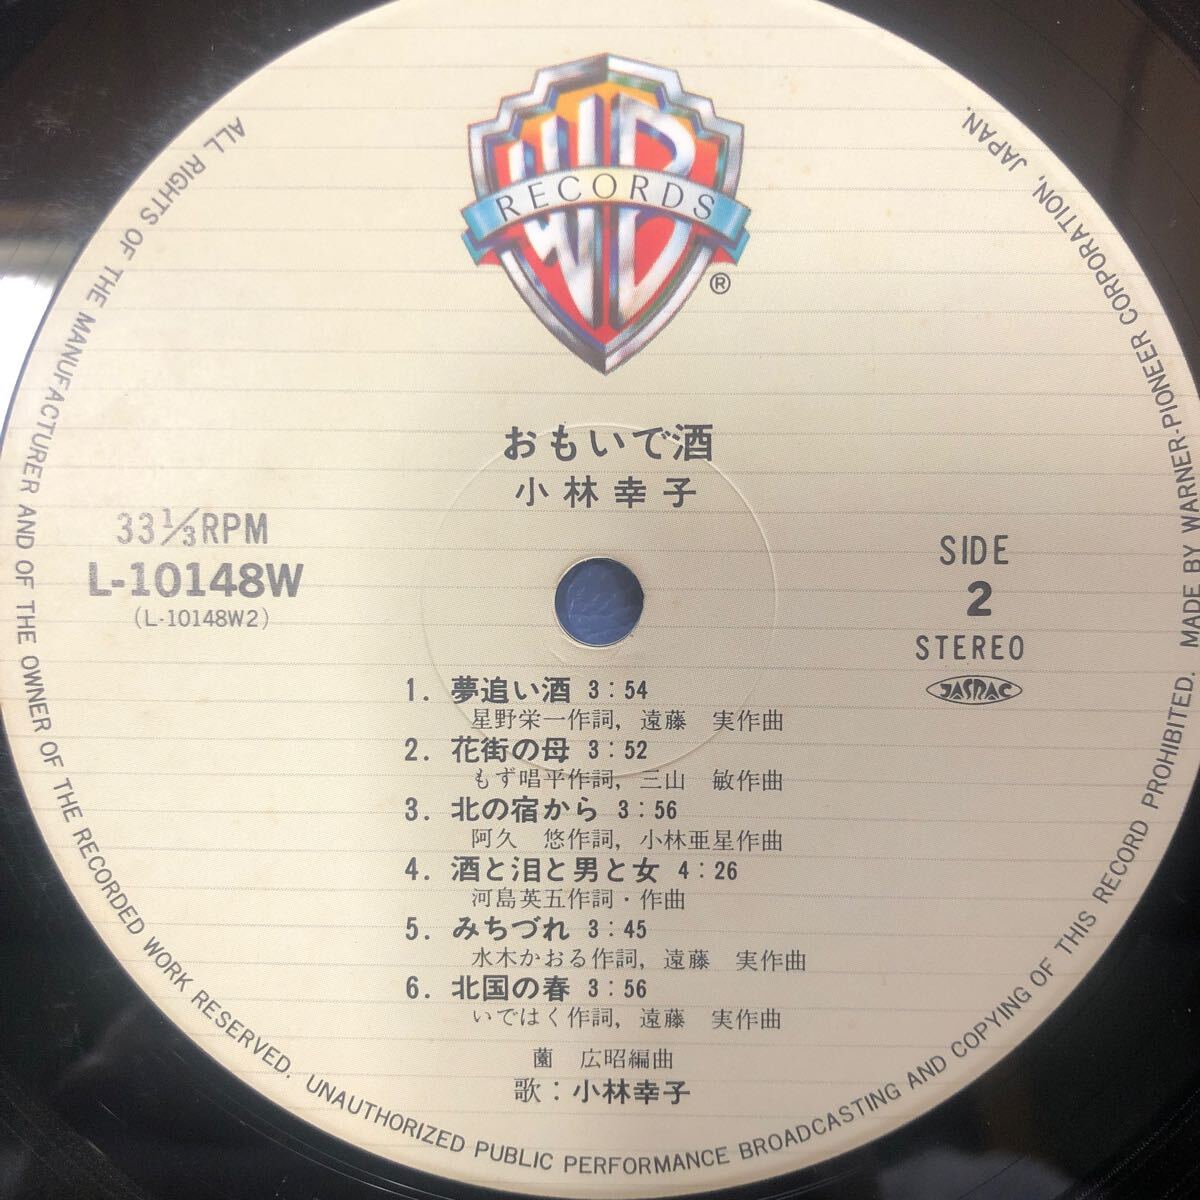 WB
RECORDS
®
おもいで酒
小林幸子
33 1/3 RPM
L-10148W
(L-10148W2)
SIDE
2
STEREO
JASRAC
1. 夢追い酒 3:54
星野栄一作詞, 遠藤 実作曲
2. 花街の母 3:52
もず唱平作詞, 三山 敏作曲
3. 北の宿から 3:56
阿久 悠作詞, 小林亜星作曲
4. 酒と泪と男と女 4:26
河島英五作詞・作曲
5. みちづれ 3:45
水木かおる作詞, 遠藤 実作曲
6. 北国の春 3:56
いではく作詞, 遠藤 実作曲
薗 広昭編曲
歌：小林幸子
ALL RIGHTS OF THE MANUFACTURER AND OF THE OWNER OF THE RECORDED WORK RESERVED. UNAUTHORIZED PUBLIC PERFORMANCE BROADCASTING AND COPYING OF THIS RECORD PROHIBITED. MADE BY WARNER-PIONEER CORPORATION, JAPAN.